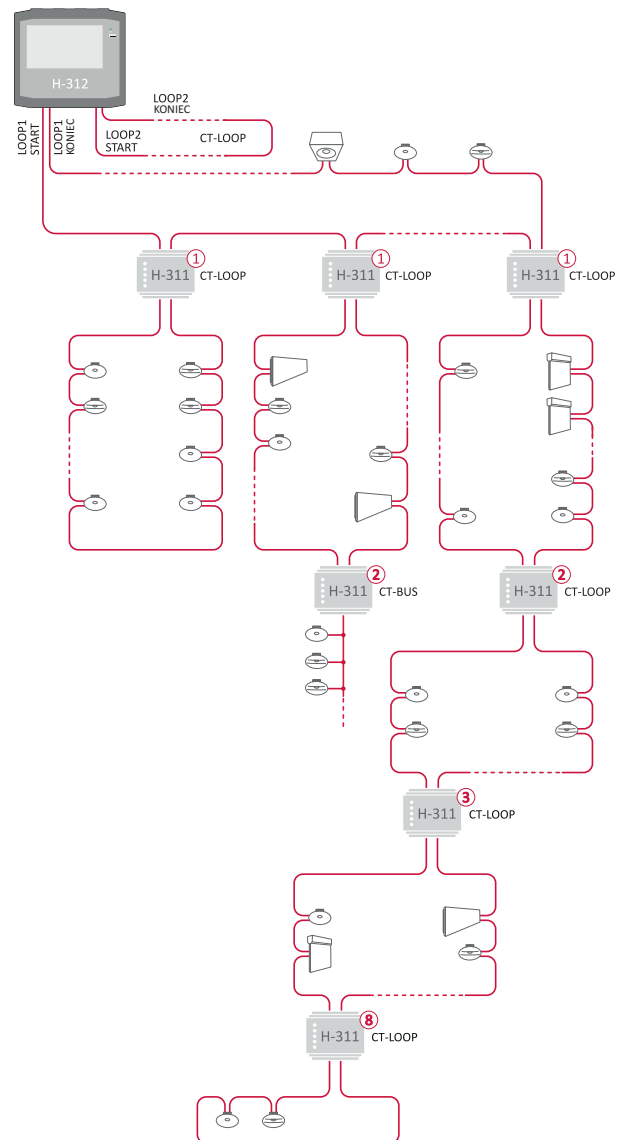 H-312
LOOP1
START
LOOP1
KONIEC
LOOP2
KONIEC
LOOP2
START
CT-LOOP
1
H-311
CT-LOOP
1
H-311
CT-LOOP
1
H-311
CT-LOOP
2
H-311
CT-BUS
2
H-311
CT-LOOP
3
H-311
CT-LOOP
8
H-311
CT-LOOP